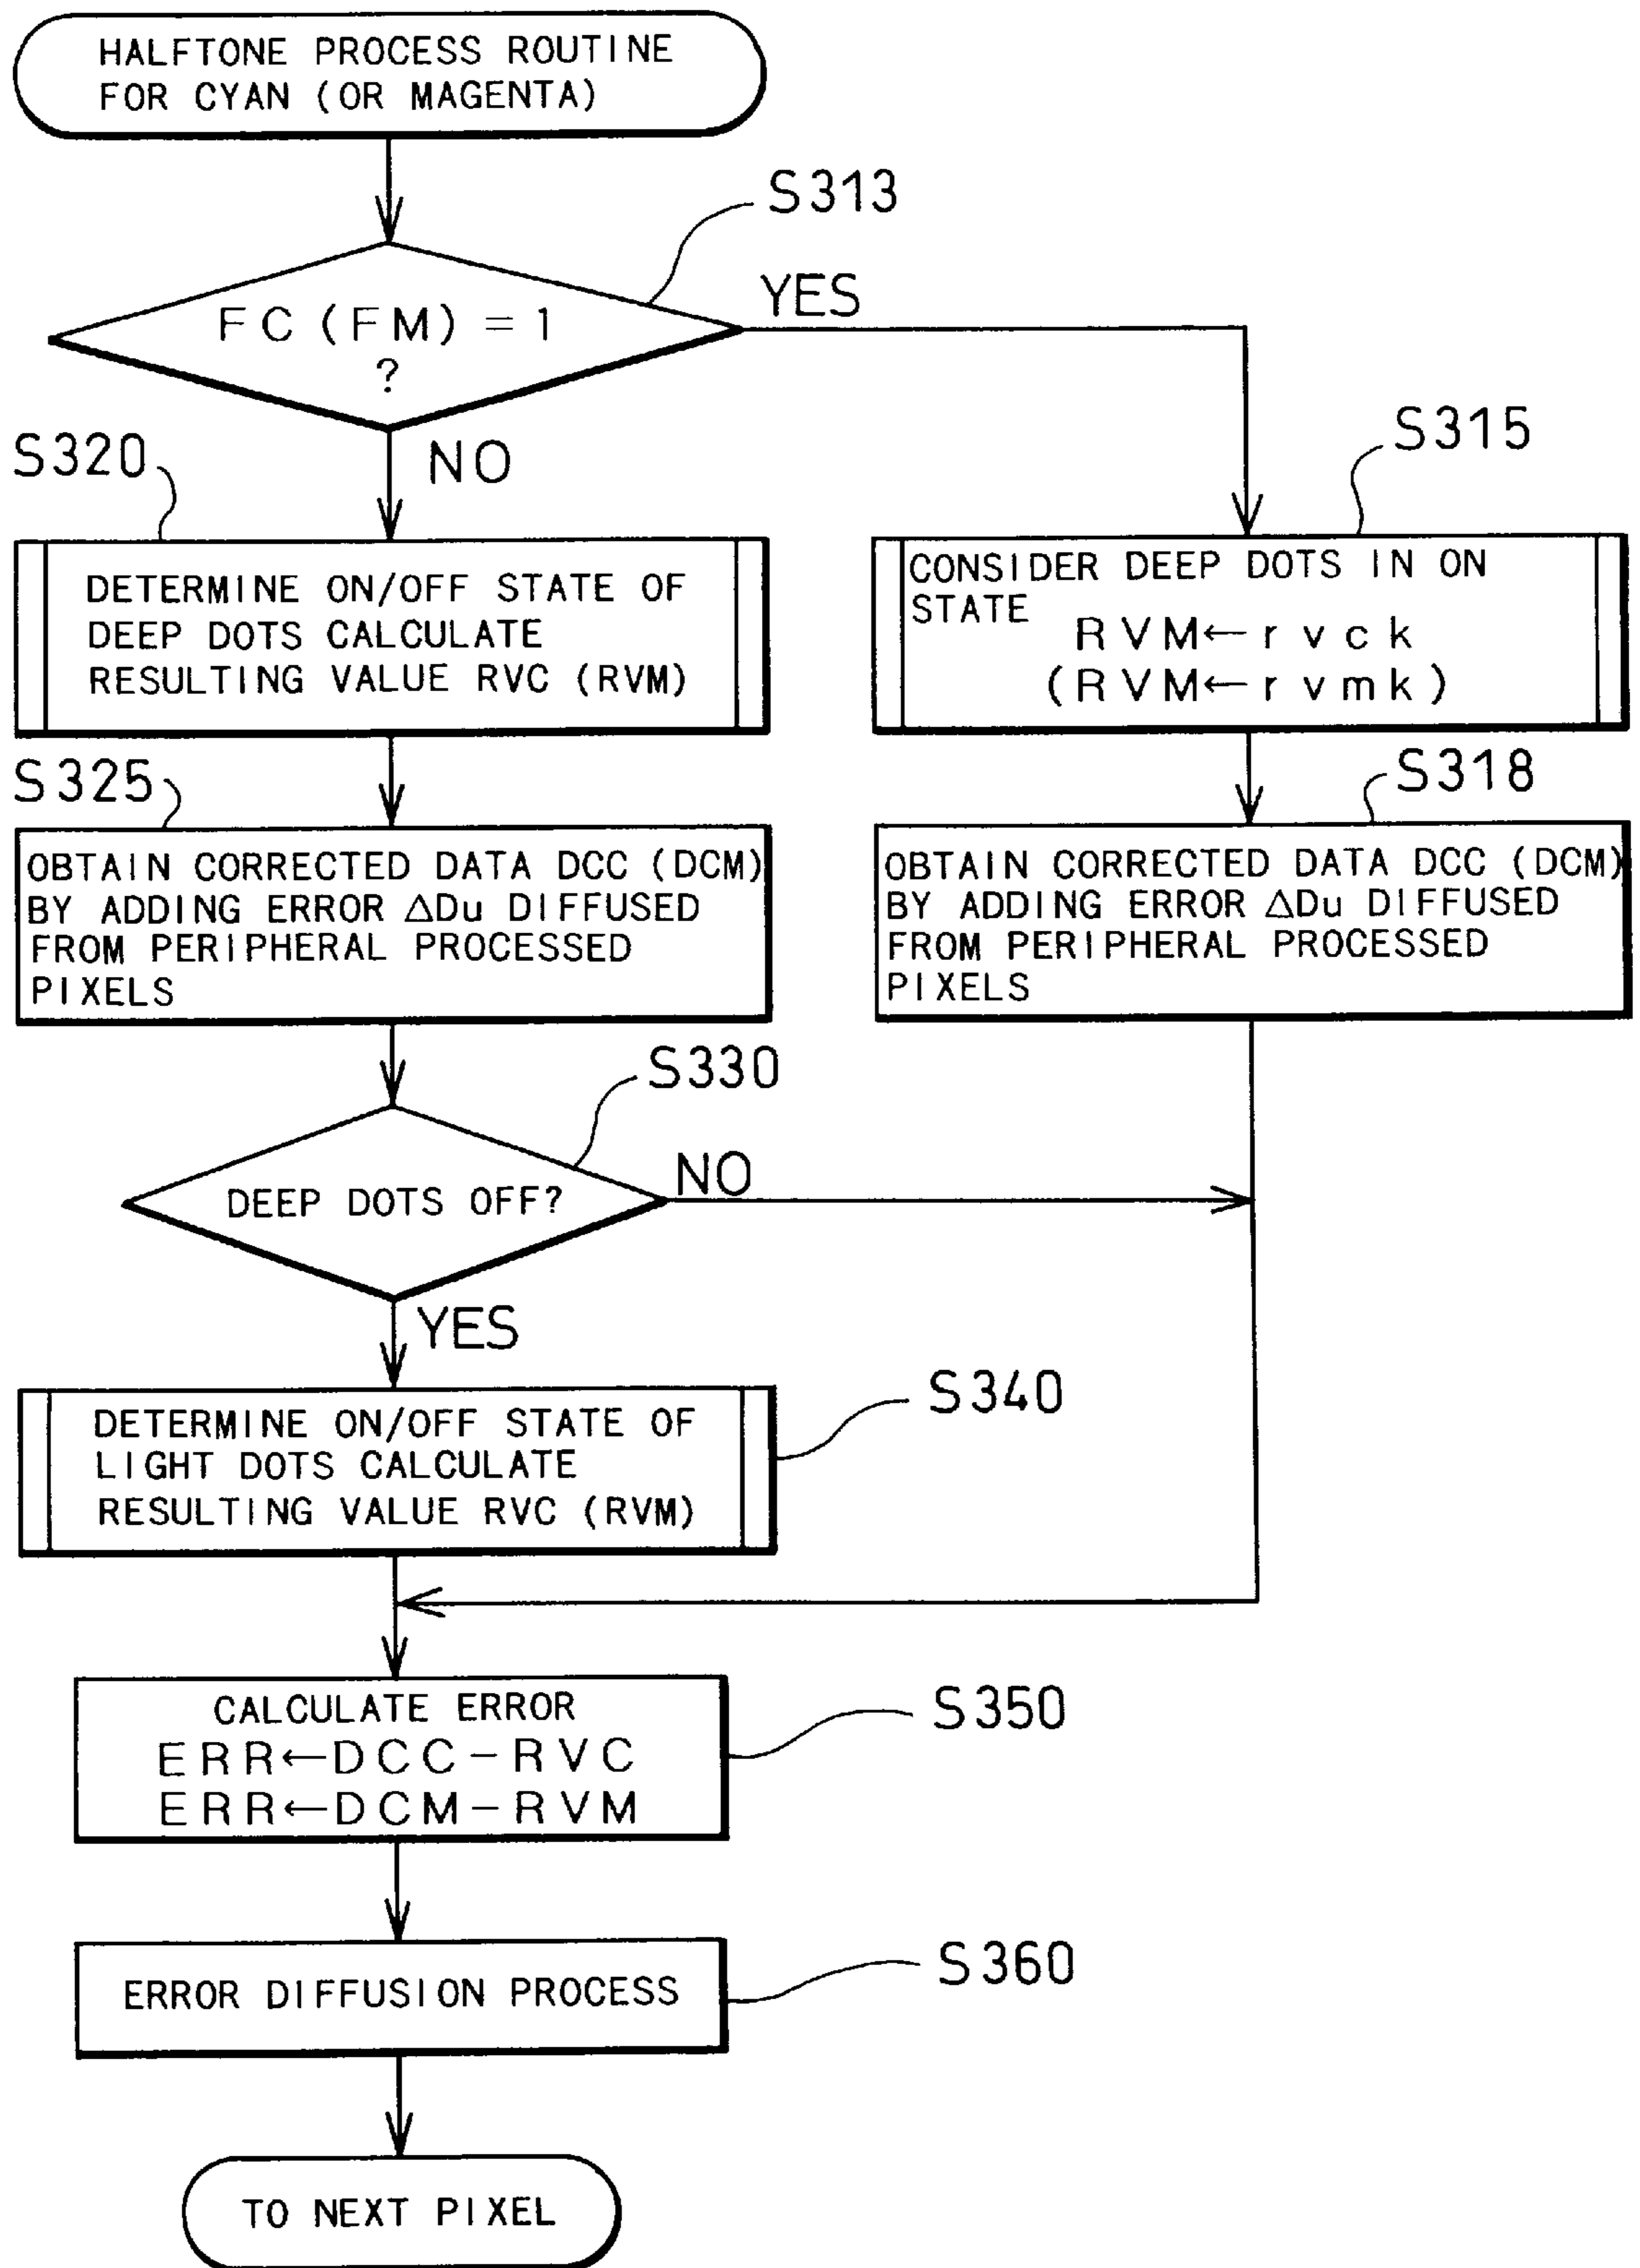 HALFTONE PROCESS ROUTINE
FOR CYAN (OR MAGENTA)
S313
FC (FM) = 1
?
YES
NO
S320
DETERMINE ON/OFF STATE OF
DEEP DOTS CALCULATE
RESULTING VALUE RVC (RVM)
S315
CONSIDER DEEP DOTS IN ON
STATE
RVM←rvck
(RVM←rvmk)
S325
OBTAIN CORRECTED DATA DCC (DCM)
BY ADDING ERROR ΔDu DIFFUSED
FROM PERIPHERAL PROCESSED
PIXELS
S318
OBTAIN CORRECTED DATA DCC (DCM)
BY ADDING ERROR ΔDu DIFFUSED
FROM PERIPHERAL PROCESSED
PIXELS
S330
DEEP DOTS OFF?
NO
YES
S340
DETERMINE ON/OFF STATE OF
LIGHT DOTS CALCULATE
RESULTING VALUE RVC (RVM)
S350
CALCULATE ERROR
ERR←DCC-RVC
ERR←DCM-RVM
S360
ERROR DIFFUSION PROCESS
TO NEXT PIXEL